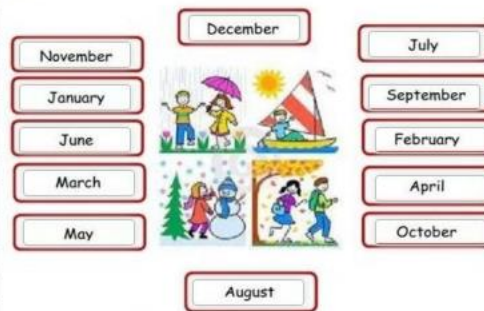 December
November
January
June
March
May
July
September
February
April
October
August